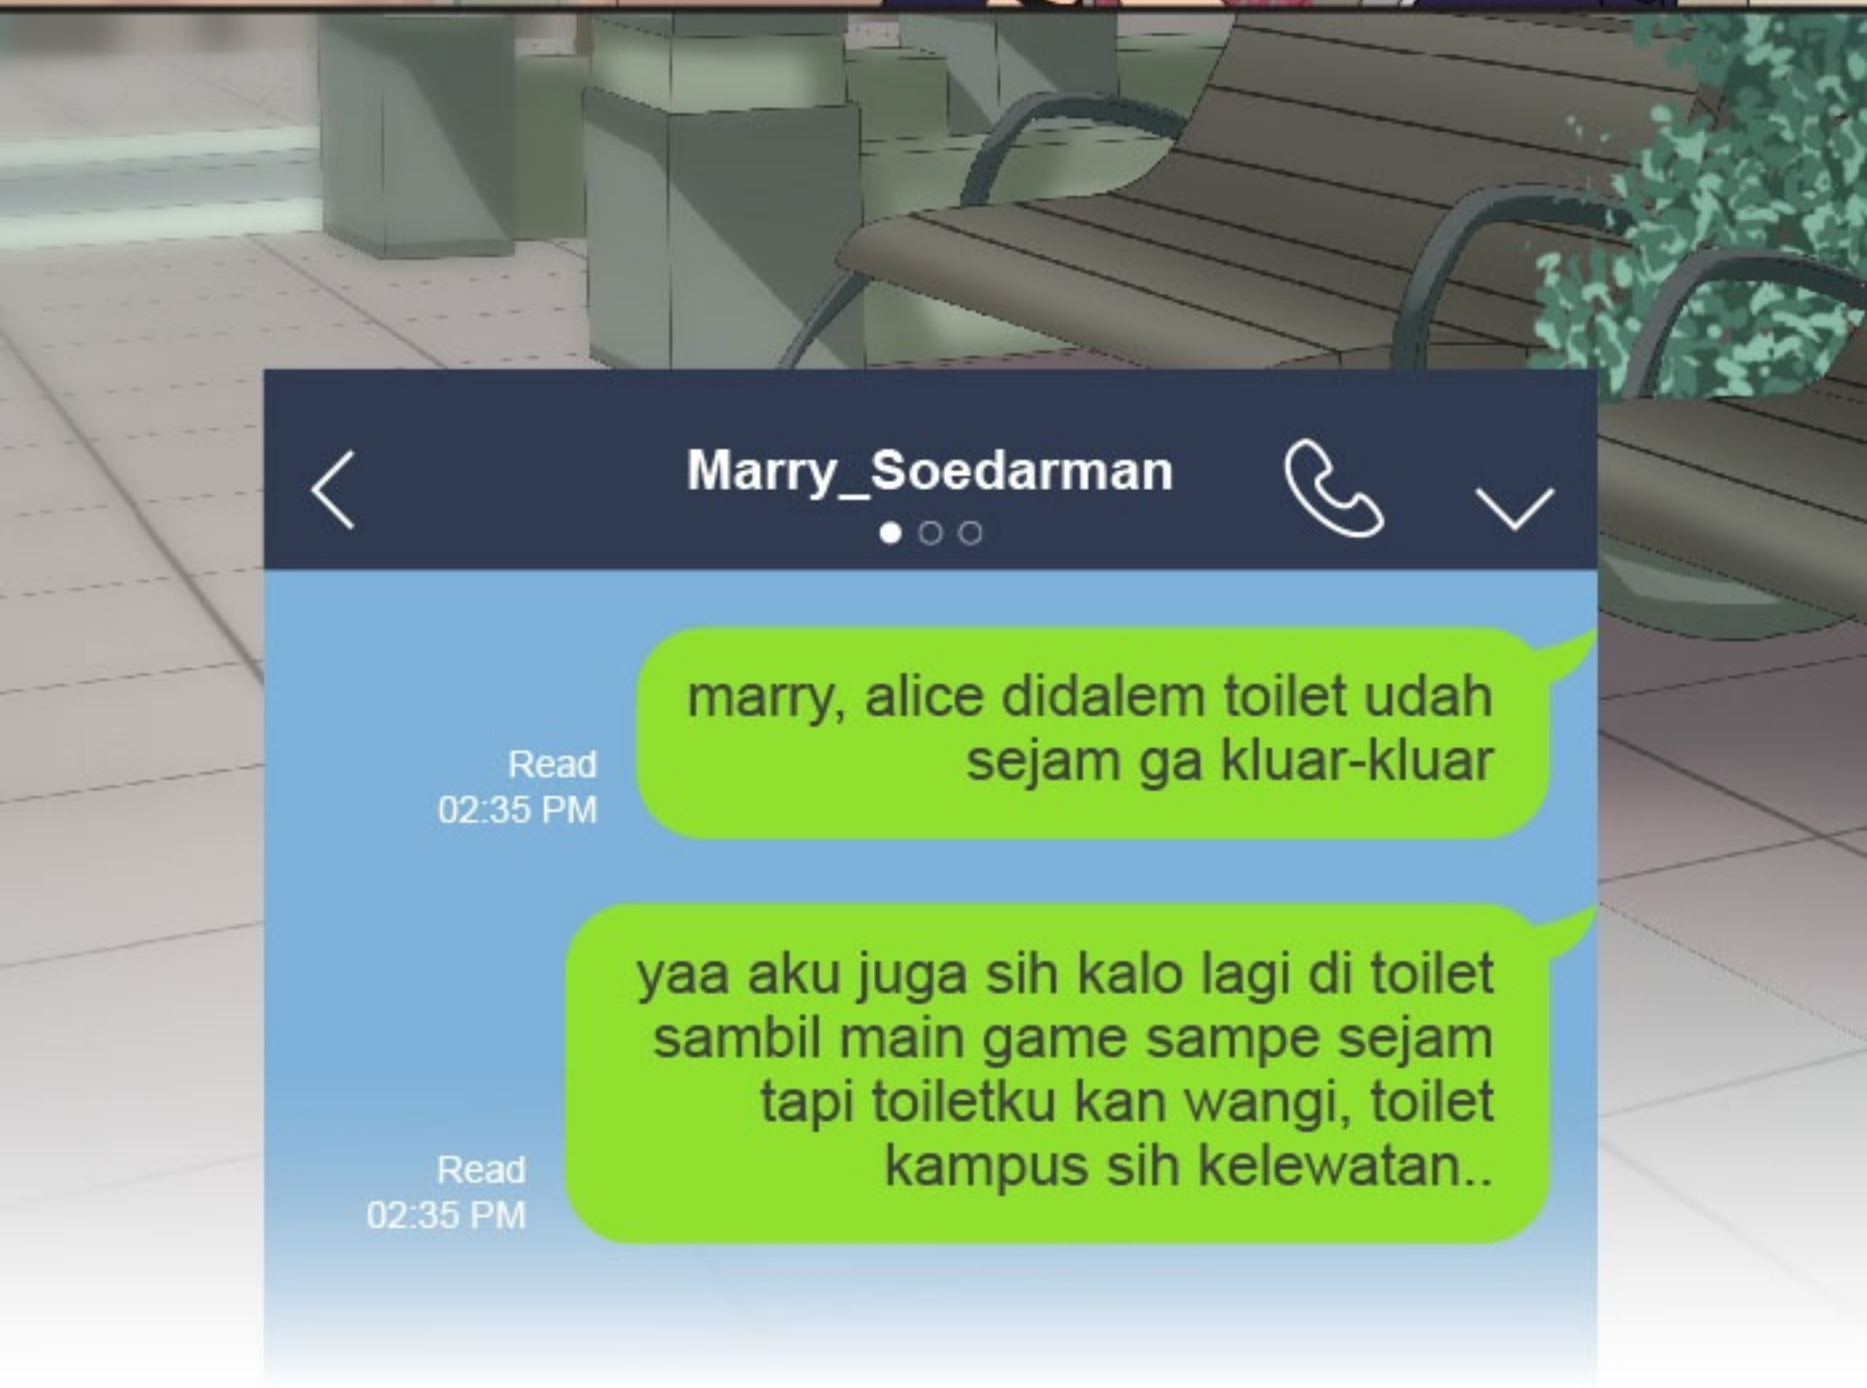 Marry_Soedarman
marry, alice didalem toilet udah
sejam ga kluar-kluar
Read
02:35 PM
yaa aku juga sih kalo lagi di toilet
sambil main game sampe sejam
tapi toiletku kan wangi, toilet
kampus sih kelewatan..
Read
02:35 PM